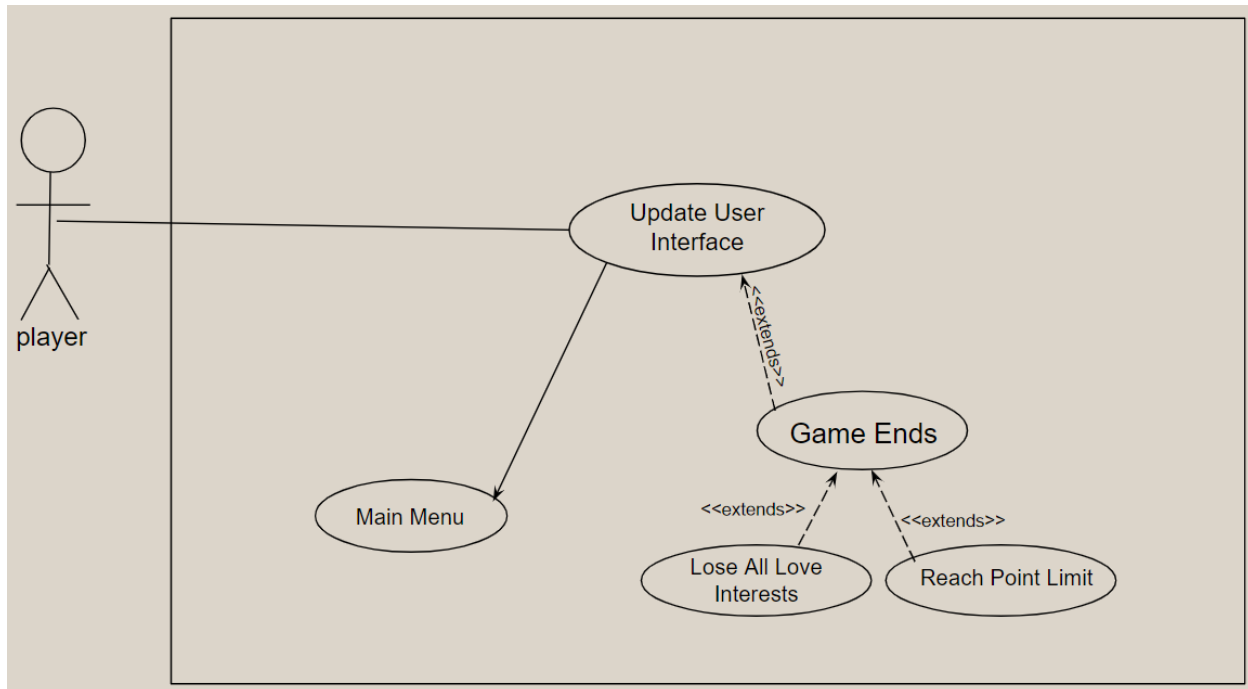 player
Update User
Interface
<<extends>>
Game Ends
Main Menu
<<extends>>
<<extends>>
Lose All Love
Interests
Reach Point Limit